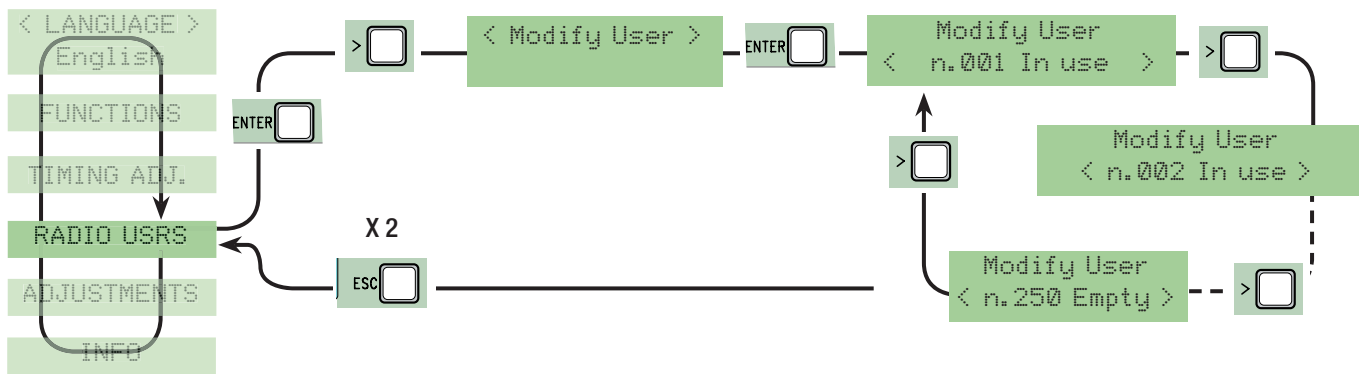 < LANGUAGE >
English
FUNCTIONS
TIMING ADJ.
RADIO USRS
ADJUSTMENTS
INFO
ENTER
>
< Modify User >
ENTER
Modify User
< n.001 In use >
>
Modify User
< n.002 In use >
>
Modify User
< n.250 Empty >
>
X 2
ESC